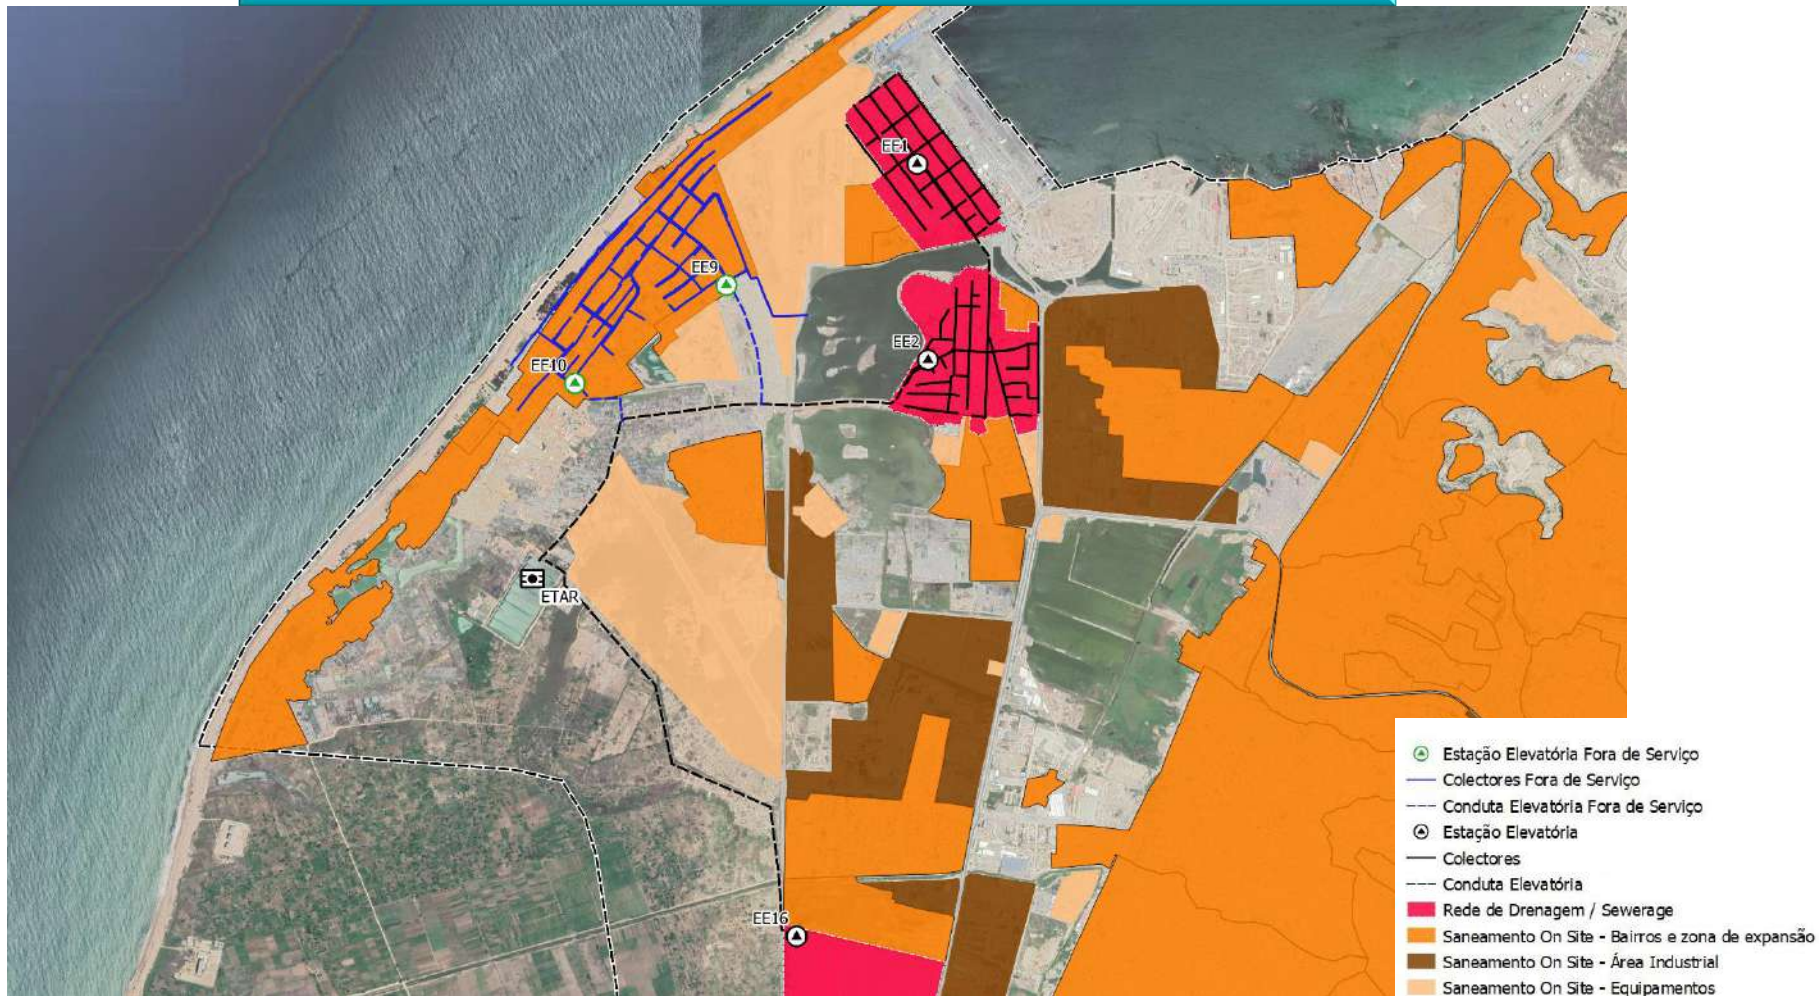 EE1
EE9
EE2
EE10
ETAR
EE16
Estação Elevatória Fora de Serviço
Colectores Fora de Serviço
Conduta Elevatória Fora de Serviço
Estação Elevatória
Colectores
Conduta Elevatória
Rede de Drenagem / Sewerage
Saneamento On Site - Bairros e zona de expansão
Saneamento On Site - Área Industrial
Saneamento On Site - Equipamentos